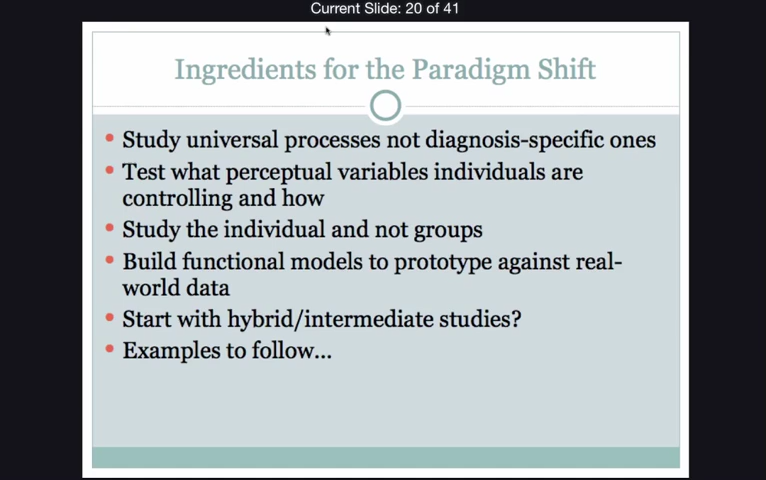 Current Slide: 20 of 41
Ingredients for the Paradigm Shift
• Study universal processes not diagnosis-specific ones
• Test what perceptual variables individuals are
controlling and how
• Study the individual and not groups
• Build functional models to prototype against real-
world data
• Start with hybrid/intermediate studies?
• Examples to follow...